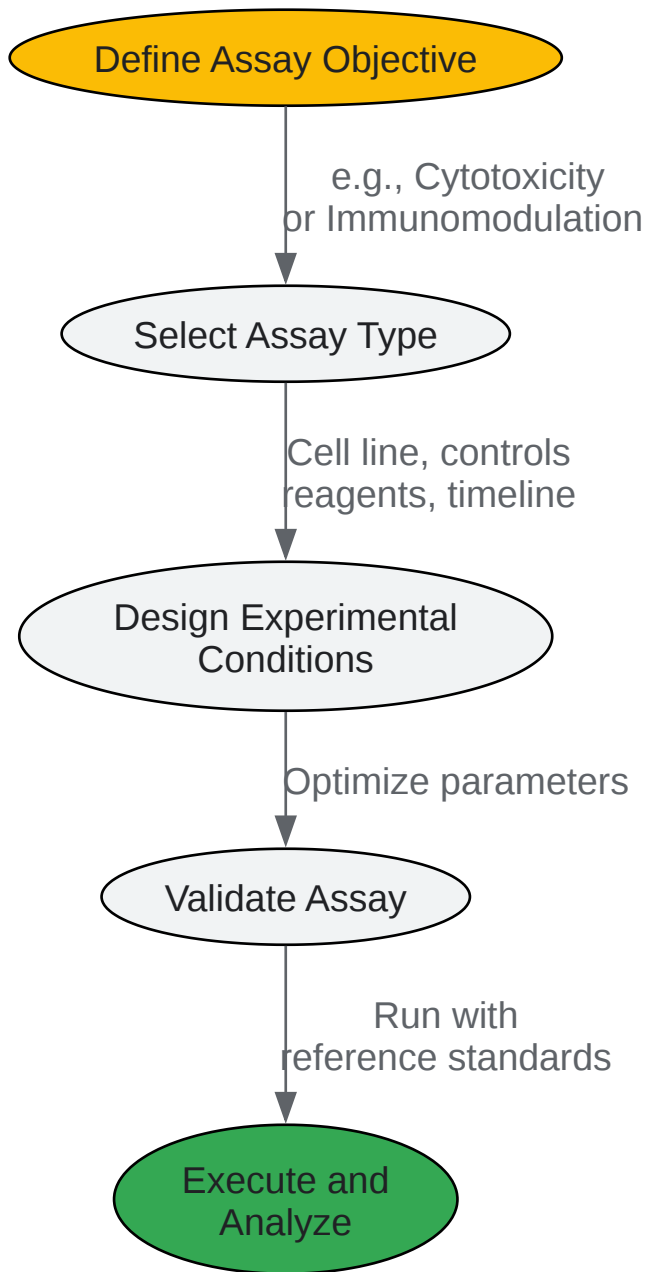 Define Assay Objective
e.g., Cytotoxicity
or Immunomodulation
Select Assay Type
Cell line, controls
reagents, timeline
Design Experimental
Conditions
Optimize parameters
Validate Assay
Run with
reference standards
Execute and
Analyze